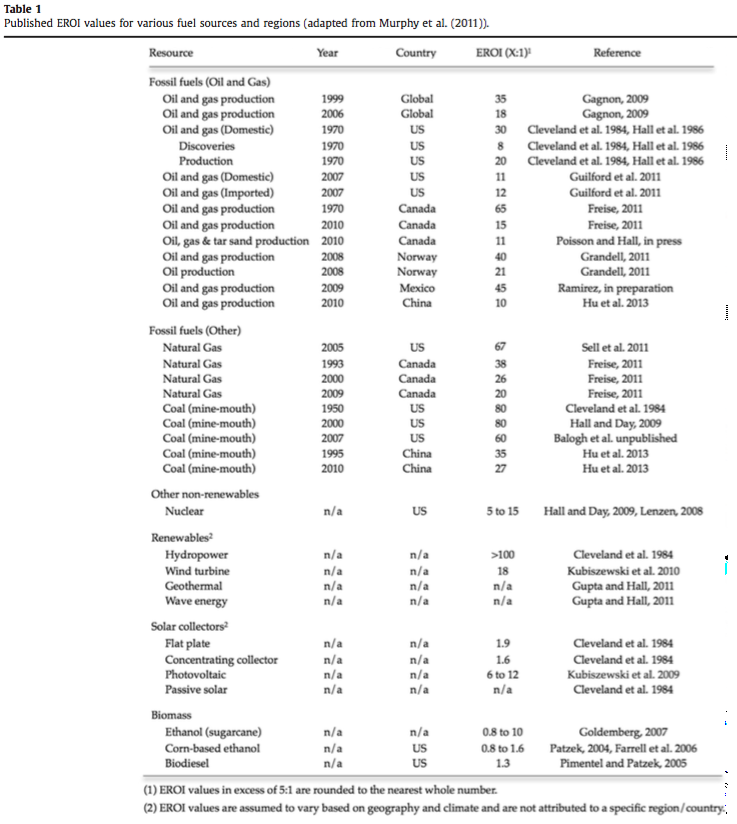 Table 1
Published EROI values for various fuel sources and regions (adapted from Murphy et al. (2011)).
Resource Year Country EROI (X:1)¹ Reference
Fossil fuels (Oil and Gas)
Oil and gas production 1999 Global 35 Gagnon, 2009
Oil and gas production 2006 Global 18 Gagnon, 2009
Oil and gas (Domestic) 1970 US 30 Cleveland et al. 1984, Hall et al. 1986
Discoveries 1970 US 8 Cleveland et al. 1984, Hall et al. 1986
Production 1970 US 20 Cleveland et al. 1984, Hall et al. 1986
Oil and gas (Domestic) 2007 US 11 Guilford et al. 2011
Oil and gas (Imported) 2007 US 12 Guilford et al. 2011
Oil and gas production 1970 Canada 65 Freise, 2011
Oil and gas production 2010 Canada 15 Freise, 2011
Oil, gas & tar sand production 2010 Canada 11 Poisson and Hall, in press
Oil and gas production 2008 Norway 40 Grandell, 2011
Oil production 2008 Norway 21 Grandell, 2011
Oil and gas production 2009 Mexico 45 Ramirez, in preparation
Oil and gas production 2010 China 10 Hu et al. 2013
Fossil fuels (Other)
Natural Gas 2005 US 67 Sell et al. 2011
Natural Gas 1993 Canada 38 Freise, 2011
Natural Gas 2000 Canada 26 Freise, 2011
Natural Gas 2009 Canada 20 Freise, 2011
Coal (mine-mouth) 1950 US 80 Cleveland et al. 1984
Coal (mine-mouth) 2000 US 80 Hall and Day, 2009
Coal (mine-mouth) 2007 US 60 Balogh et al. unpublished
Coal (mine-mouth) 1995 China 35 Hu et al. 2013
Coal (mine-mouth) 2010 China 27 Hu et al. 2013
Other non-renewables
Nuclear n/a US 5 to 15 Hall and Day, 2009, Lenzen, 2008
Renewables²
Hydropower n/a n/a >100 Cleveland et al. 1984
Wind turbine n/a n/a 18 Kubiszewski et al. 2010
Geothermal n/a n/a n/a Gupta and Hall, 2011
Wave energy n/a n/a n/a Gupta and Hall, 2011
Solar collectors²
Flat plate n/a n/a 1.9 Cleveland et al. 1984
Concentrating collector n/a n/a 1.6 Cleveland et al. 1984
Photovoltaic n/a n/a 6 to 12 Kubiszewski et al. 2009
Passive solar n/a n/a n/a Cleveland et al. 1984
Biomass
Ethanol (sugarcane) n/a n/a 0.8 to 10 Goldemberg, 2007
Corn-based ethanol n/a US 0.8 to 1.6 Patzek, 2004, Farrell et al. 2006
Biodiesel n/a US 1.3 Pimentel and Patzek, 2005
(1) EROI values in excess of 5:1 are rounded to the nearest whole number.
(2) EROI values are assumed to vary based on geography and climate and are not attributed to a specific region/country.